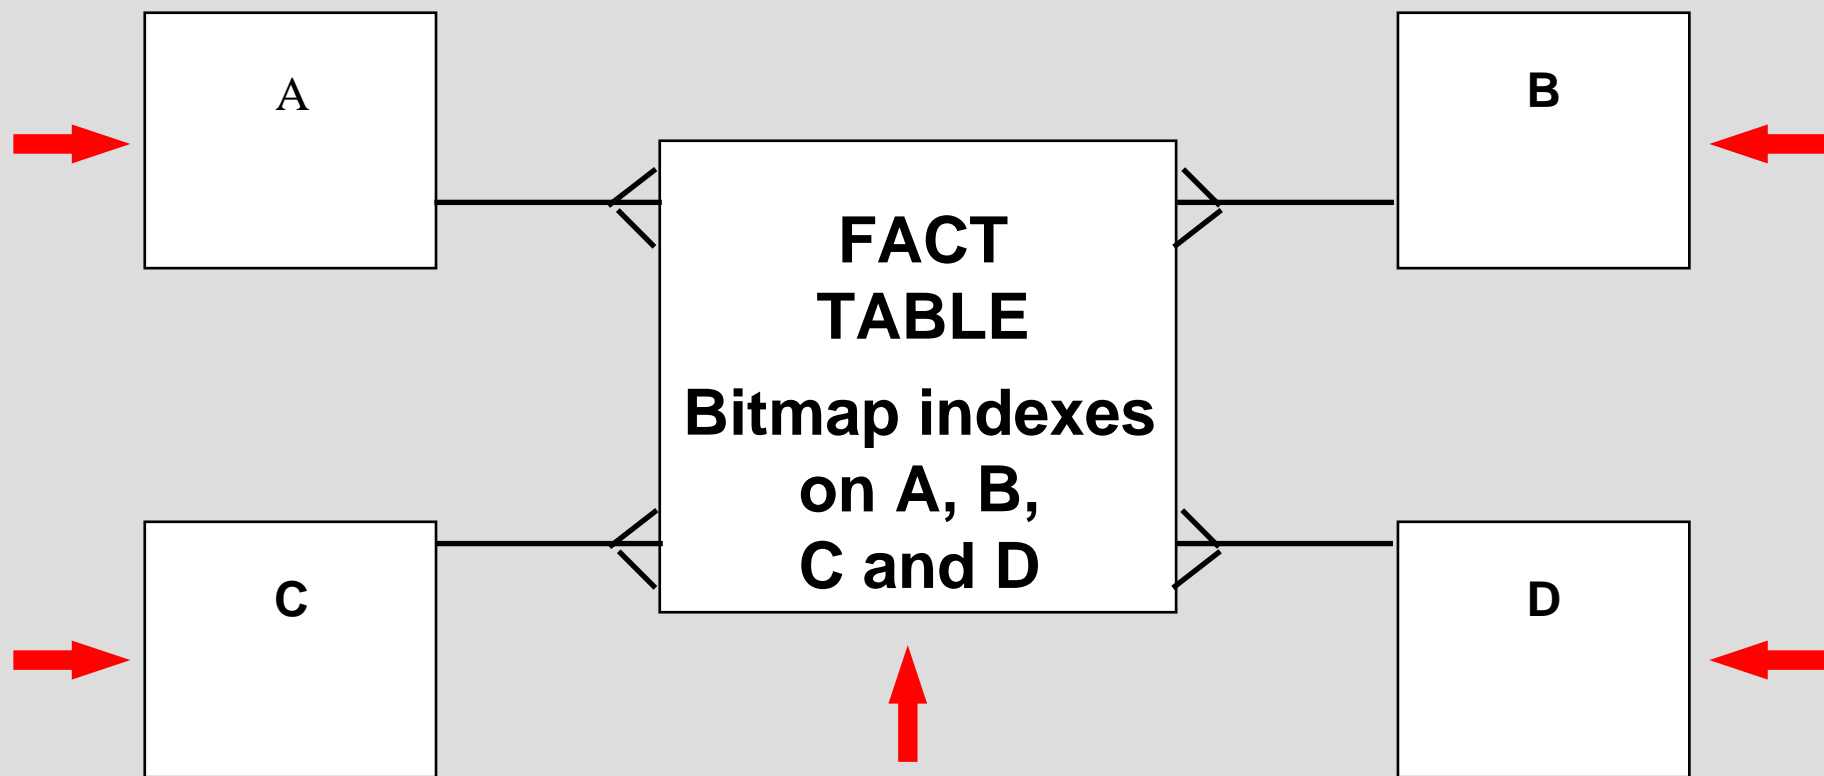 A
B
FACT
TABLE
Bitmap indexes
on A, B,
C and D
C
D